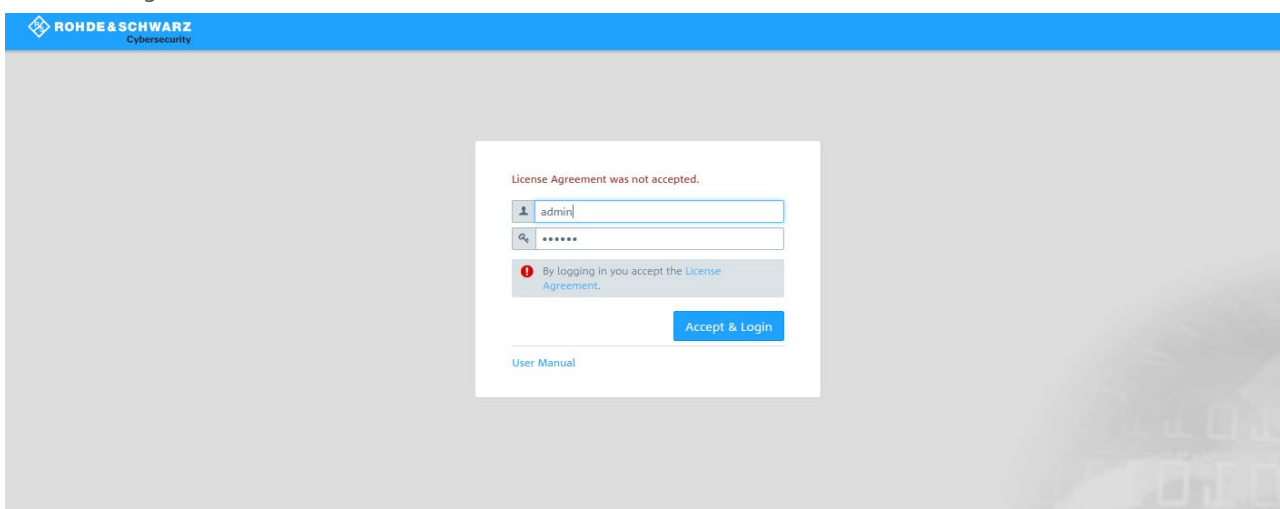 ROHDE & SCHWARZ
Cybersecurity
License Agreement was not accepted.
admin
••••••
By logging in you accept the License
Agreement.
Accept & Login
User Manual